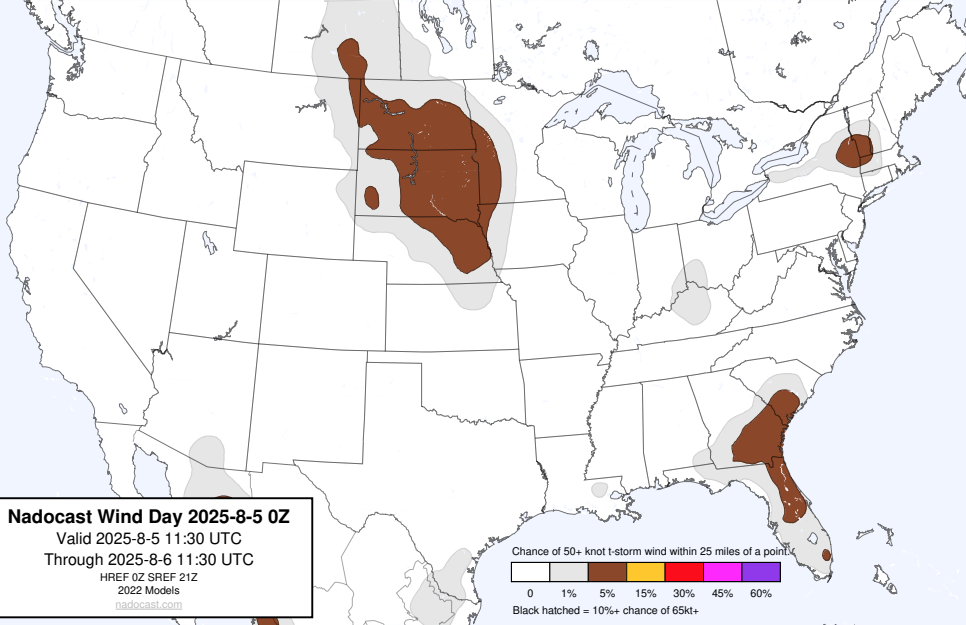 Nadocast Wind Day 2025-8-5 0Z
Valid 2025-8-5 11:30 UTC
Through 2025-8-6 11:30 UTC
HREF 0Z SREF 21Z
2022 Models
nadocast.com
Chance of 50+ knot t-storm wind within 25 miles of a point.
0 1% 5% 15% 30% 45% 60%
Black hatched = 10%+ chance of 65kt+